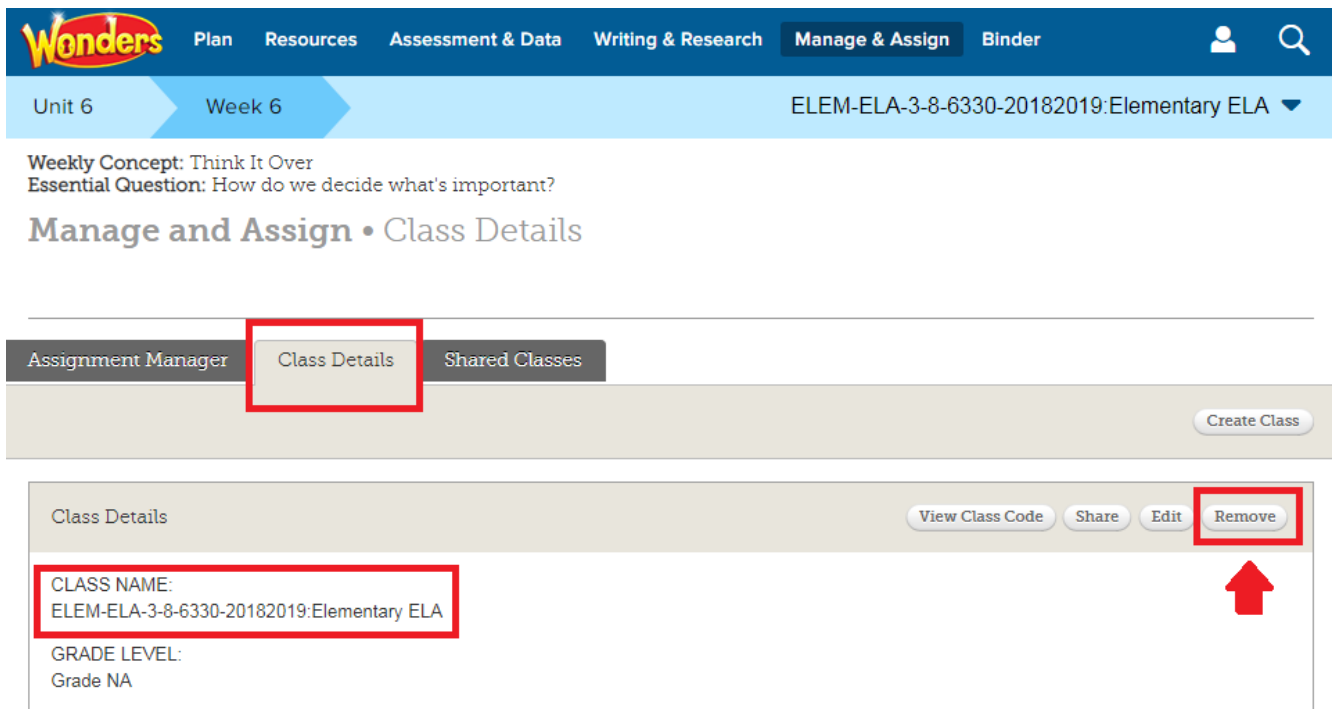 Wonders Plan Resources Assessment & Data Writing & Research Manage & Assign Binder
Unit 6 Week 6 ELEM-ELA-3-8-6330-20182019:Elementary ELA
Weekly Concept: Think It Over
Essential Question: How do we decide what's important?
Manage and Assign • Class Details
Assignment Manager Class Details Shared Classes
Create Class
Class Details View Class Code Share Edit Remove
CLASS NAME:
ELEM-ELA-3-8-6330-20182019:Elementary ELA
GRADE LEVEL:
Grade NA